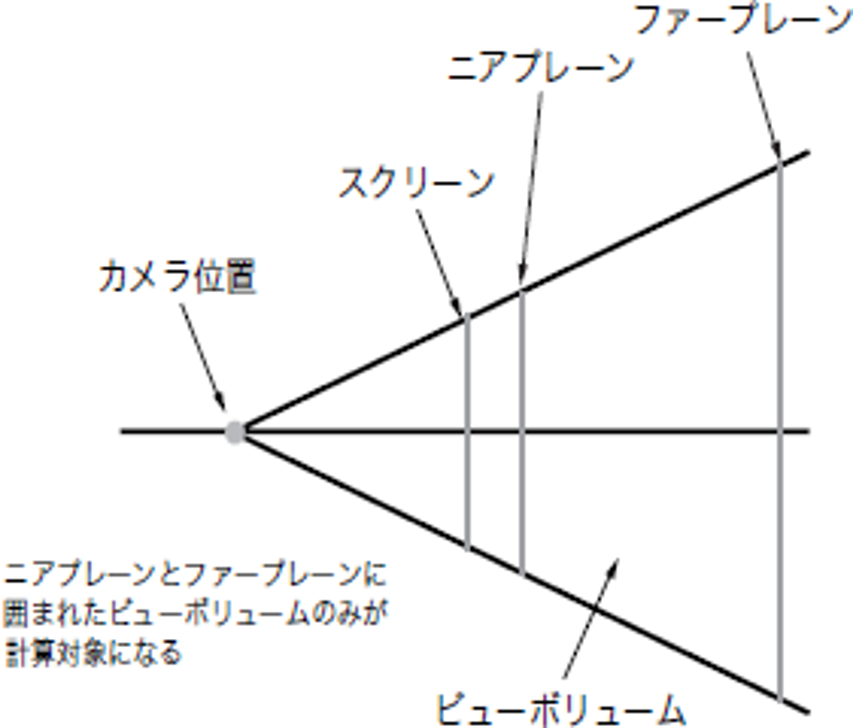 ファープレーン
ニアプレーン
スクリーン
カメラ位置
ニアプレーンとファープレーンに
囲まれたビューボリュームのみが
計算対象になる
ビューボリューム